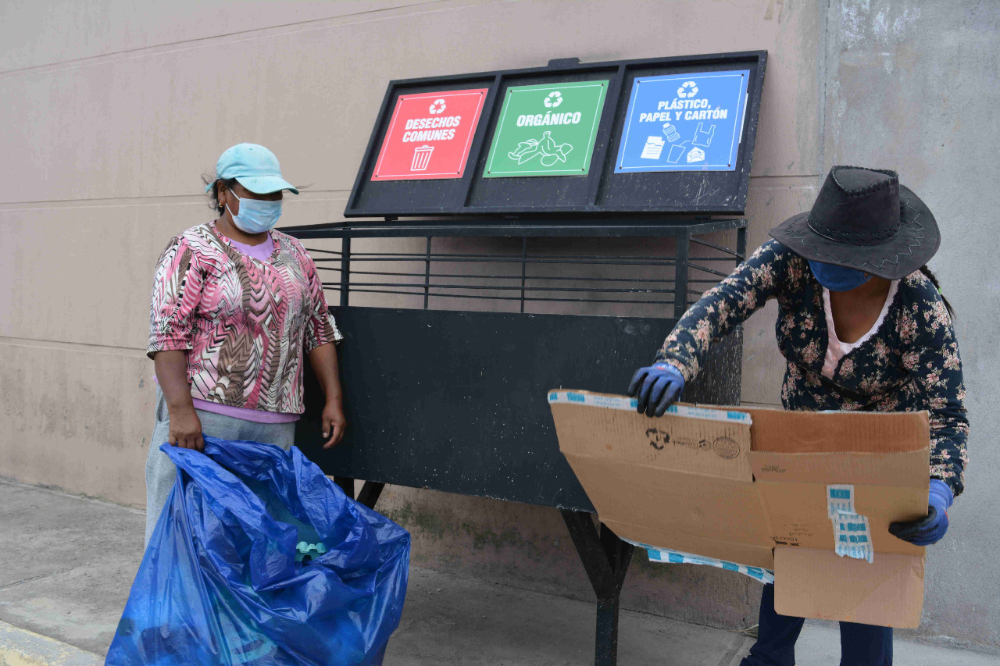 DESECHOS
COMUNES
ORGÁNICO
PLÁSTICO,
PAPEL Y CARTÓN